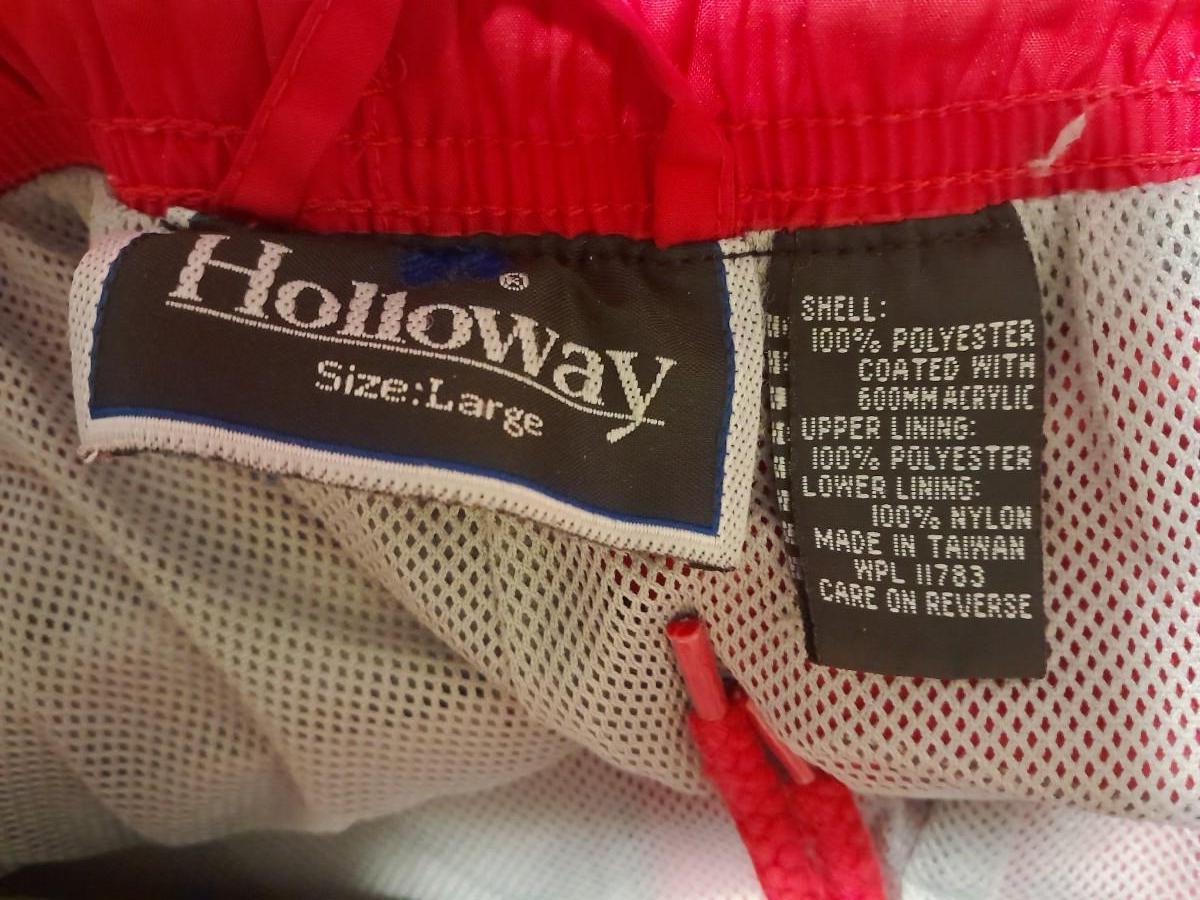 Holloway®
Size:Large
SHELL:
100% POLYESTER
COATED WITH
600MM ACRYLIC
UPPER LINING:
100% POLYESTER
LOWER LINING:
100% NYLON
MADE IN TAIWAN
WPL 11783
CARE ON REVERSE